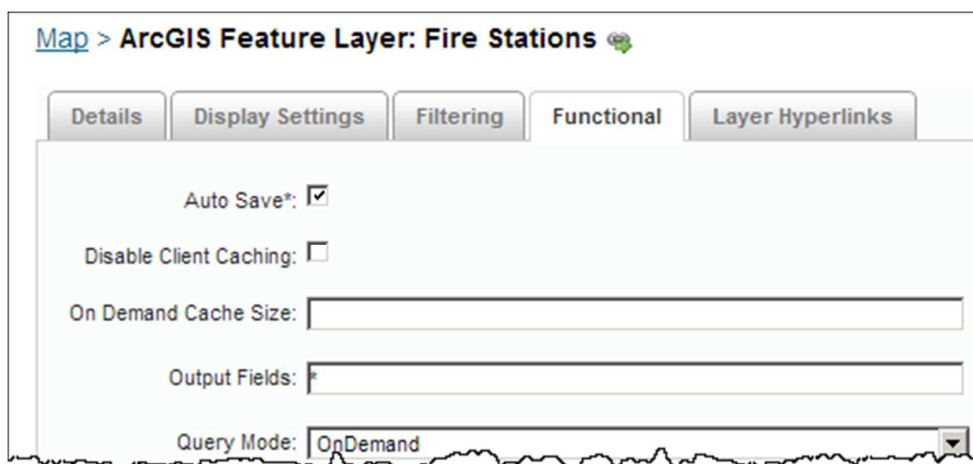 Map > ArcGIS Feature Layer: Fire Stations
Details Display Settings Filtering Functional Layer Hyperlinks
Auto Save*:
Disable Client Caching:
On Demand Cache Size:
Output Fields: *
Query Mode: OnDemand